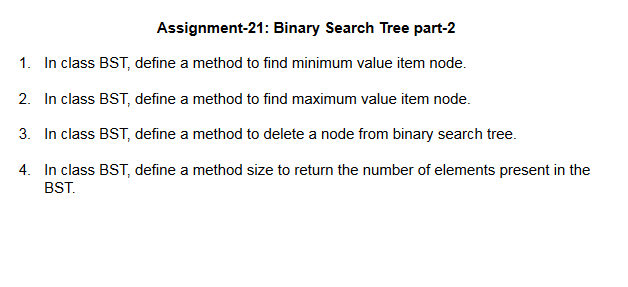 Assignment-21: Binary Search Tree part-2
1. In class BST, define a method to find minimum value item node.
2. In class BST, define a method to find maximum value item node.
3. In class BST, define a method to delete a node from binary search tree.
4. In class BST, define a method size to return the number of elements present in the
BST.